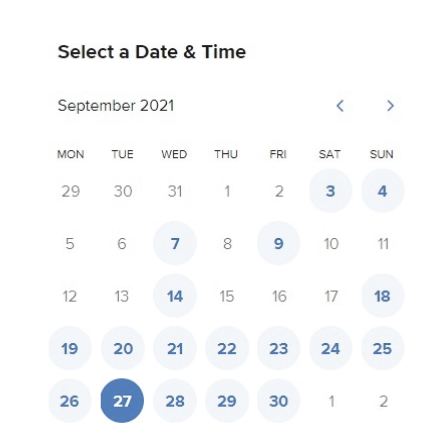 Select a Date & Time
September 2021
MON TUE WED THU FRI SAT SUN
29 30 31 1 2 3 4
5 6 7 8 9 10 11
12 13 14 15 16 17 18
19 20 21 22 23 24 25
26 27 28 29 30 1 2